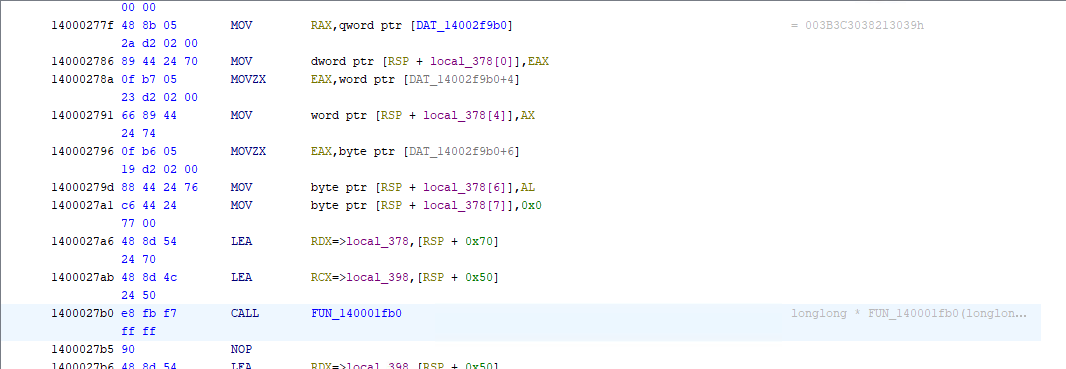 00 00
14000277f 48 8b 05 MOV RAX,qword ptr [DAT_14002f9b0] = 003B3C3038213039h
2a d2 02 00
140002786 89 44 24 70 MOV dword ptr [RSP + local_378[0]],EAX
14000278a 0f b7 05 MOVZX EAX,word ptr [DAT_14002f9b0+4]
23 d2 02 00
140002791 66 89 44 MOV word ptr [RSP + local_378[4]],AX
24 74
140002796 0f b6 05 MOVZX EAX,byte ptr [DAT_14002f9b0+6]
19 d2 02 00
14000279d 88 44 24 76 MOV byte ptr [RSP + local_378[6]],AL
1400027a1 c6 44 24 MOV byte ptr [RSP + local_378[7]],0x0
77 00
1400027a6 48 8d 54 LEA RDX=>local_378,[RSP + 0x70]
24 70
1400027ab 48 8d 4c LEA RCX=>local_398,[RSP + 0x50]
24 50
1400027b0 e8 fb f7 CALL FUN_140001fb0 longlong * FUN_140001fb0(longlon...
ff ff
1400027b5 90 NOP
1400027b6 48 8d 54 LEA RDX=>local_398,[RSP + 0x50]